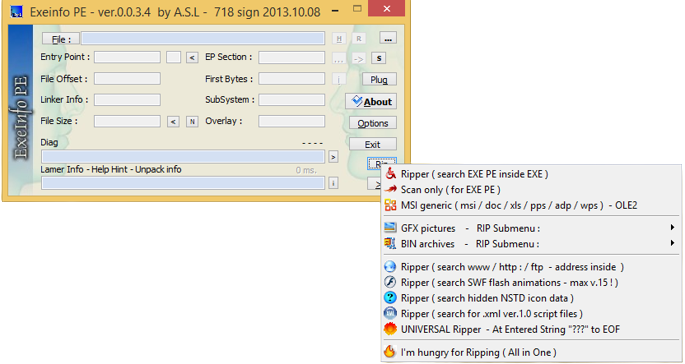 Exeinfo PE - ver.0.0.3.4 by A.S.L - 718 sign 2013.10.08
ExeInfo PE
File : H R ...
Entry Point : < EP Section : ... -> S
File Offset : First Bytes : Plug
Linker Info : SubSystem : About
File Size : < N Overlay : Options
Diag - - - - Exit
> Rip
Lamer Info - Help Hint - Unpack info 0 ms.
i >
Ripper ( search EXE PE inside EXE )
Scan only ( for EXE PE )
MSI generic ( msi / doc / xls / pps / adp / wps ) - OLE2
GFX pictures - RIP Submenu :
BIN archives - RIP Submenu :
Ripper ( search www / http : / ftp - address inside )
Ripper ( search SWF flash animations - max v.15 ! )
Ripper ( search hidden NSTD icon data )
Ripper ( search for .xml ver.1.0 script files )
UNIVERSAL Ripper - At Entered String "???" to EOF
I'm hungry for Ripping ( All in One )